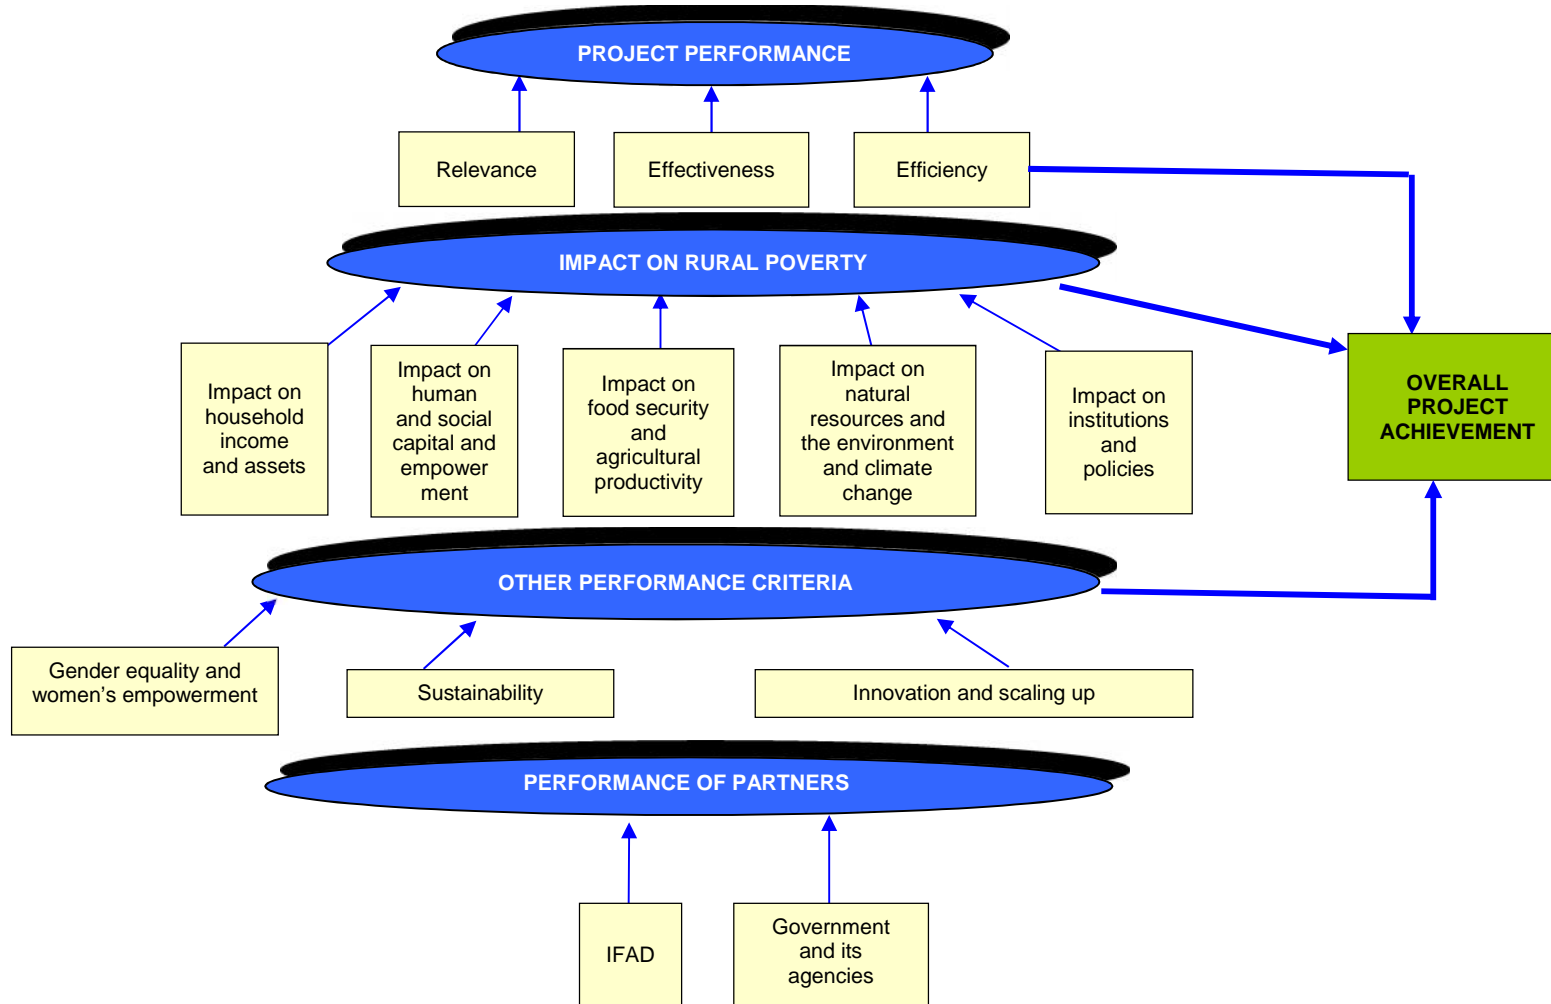 PROJECT PERFORMANCE
Relevance
Effectiveness
Efficiency
IMPACT ON RURAL POVERTY
Impact on
household
income
and assets
Impact on
human
and social
capital and
empower
ment
Impact on
food security
and
agricultural
productivity
Impact on
natural
resources and
the environment
and climate
change
Impact on
institutions
and
policies
OVERALL
PROJECT
ACHIEVEMENT
OTHER PERFORMANCE CRITERIA
Gender equality and
women’s empowerment
Sustainability
Innovation and scaling up
PERFORMANCE OF PARTNERS
IFAD
Government
and its
agencies